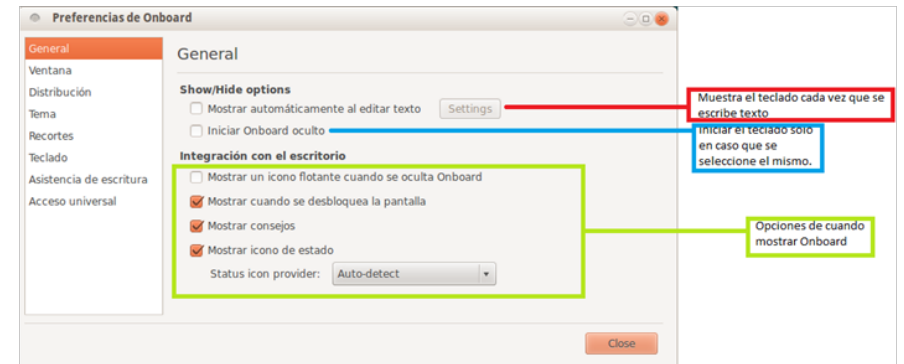 Preferencias de Onboard
General
Ventana
Distribución
Tema
Recortes
Teclado
Asistencia de escritura
Acceso universal
General
Show/Hide options
Mostrar automáticamente al editar texto
Settings
Iniciar Onboard oculto
Integración con el escritorio
Mostrar un icono flotante cuando se oculta Onboard
Mostrar cuando se desbloquea la pantalla
Mostrar consejos
Mostrar icono de estado
Status icon provider:
Auto-detect
Close
Muestra el teclado cada vez que se
escribe texto
Iniciar el teclado solo
en caso que se
seleccione el mismo.
Opciones de cuando
mostrar Onboard